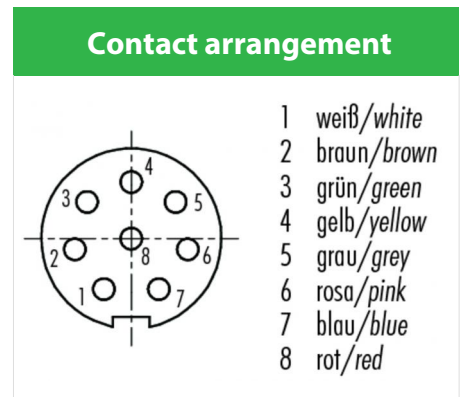 Contact arrangement
4
3
5
2
8
6
1
7
1 weiß/white
2 braun/brown
3 grün/green
4 gelb/yellow
5 grau/grey
6 rosa/pink
7 blau/blue
8 rot/red